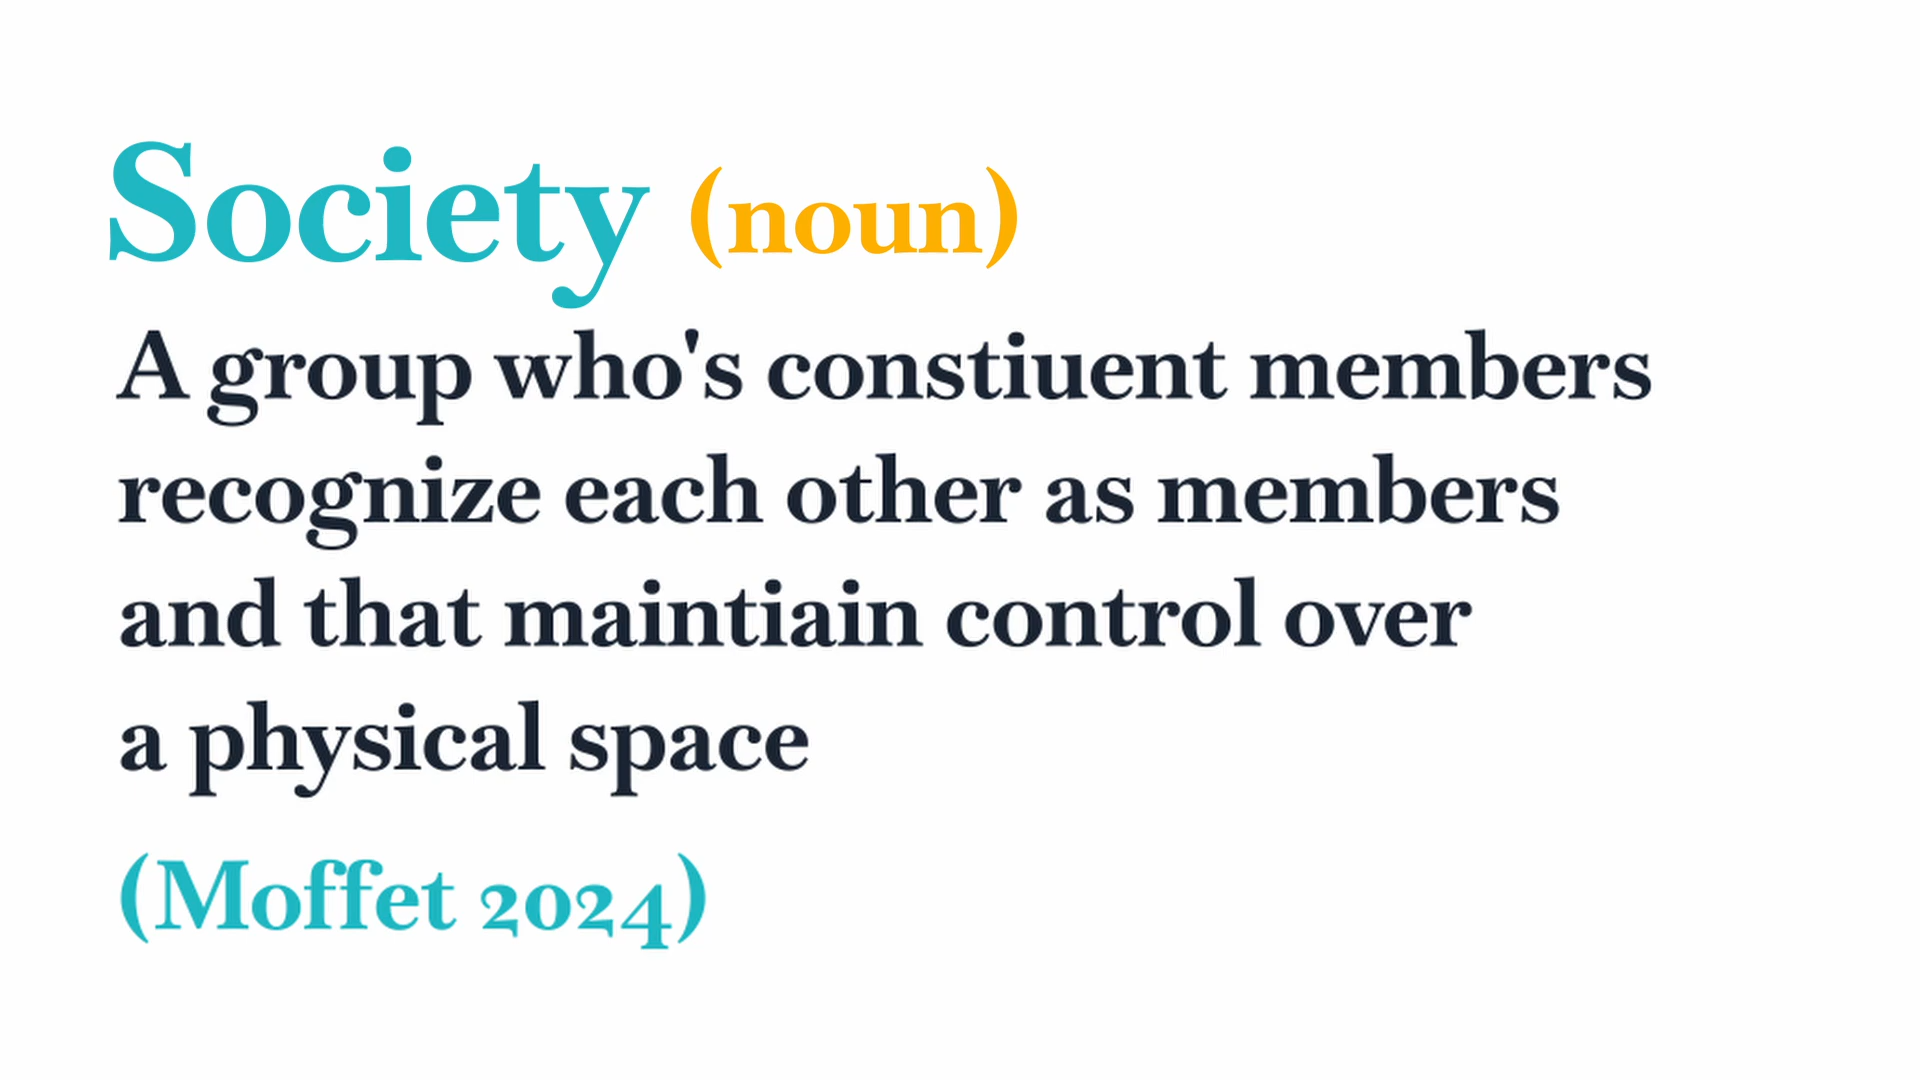 Society (noun)
A group who's constiuent members
recognize each other as members
and that maintiain control over
a physical space
(Moffet 2024)